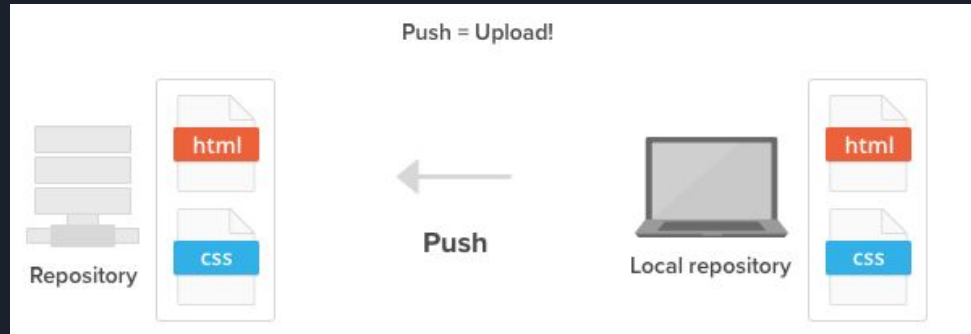 Push = Upload!
html
css
Repository
Push
Local repository
html
css